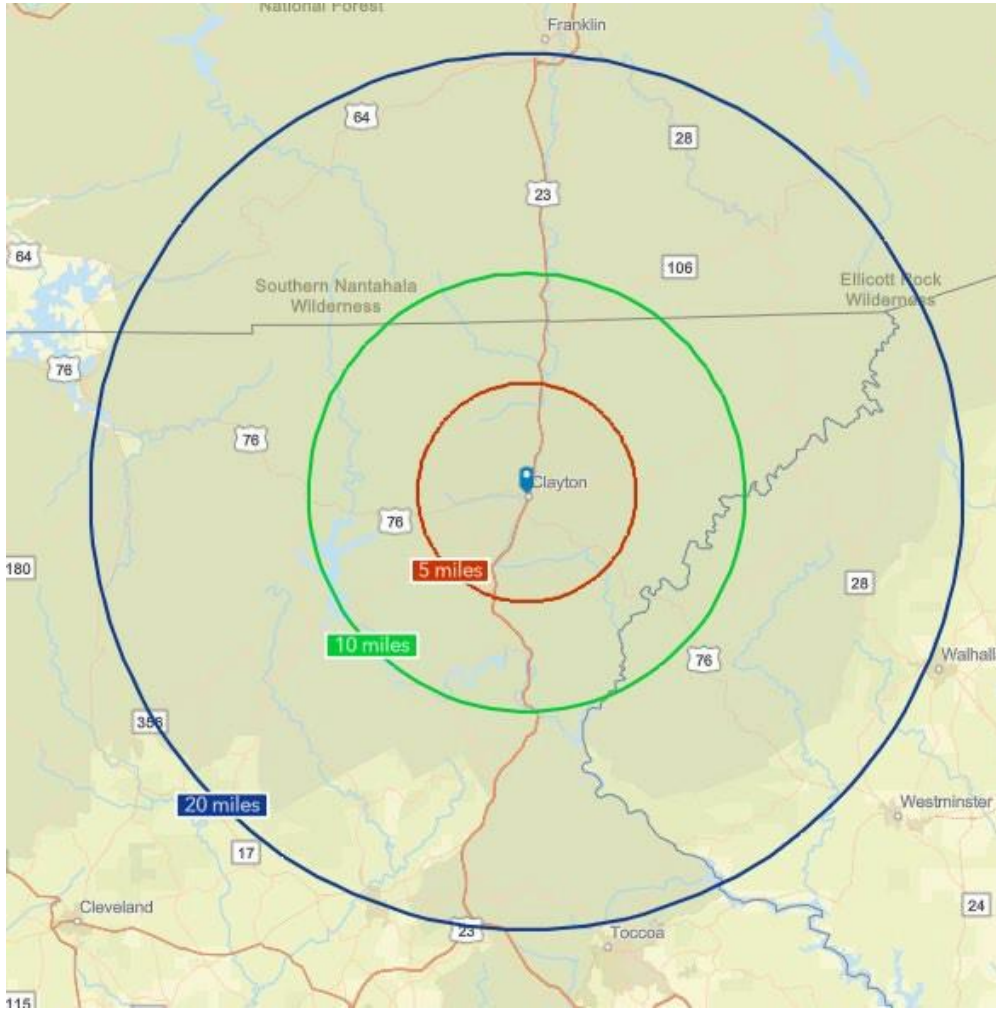 National Forest
Franklin
64
28
23
64
106
Southern Nantahala
Wilderness
Ellicott Rock
Wilderness
76
76
Clayton
76
5 miles
180
28
10 miles
76
Walhall
356
20 miles
Westminster
17
Cleveland
24
23
Toccoa
115